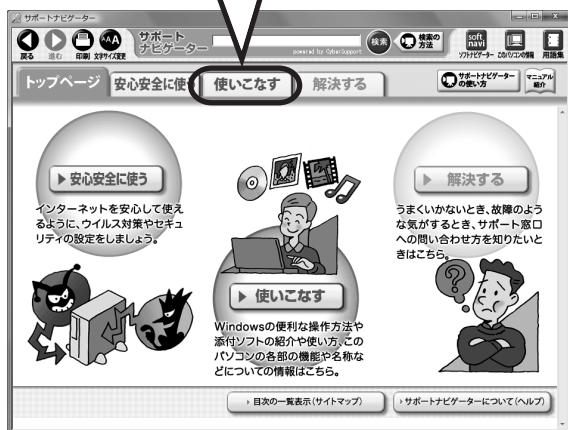 サポートナビゲーター
戻る 進む 印刷 文字サイズ変更
サポート
ナビゲーター
powered by CyberSupport
検索
検索の
方法
soft
navi
ソフトナビゲーター このパソコンの情報 用語集
トップページ 安心安全に使う 使いこなす 解決する
サポートナビゲーター
の使い方
マニュアル
紹介
安心安全に使う
インターネットを安心して使え
るように、ウイルス対策やセキュ
リティの設定をしましょう。
使いこなす
Windowsの便利な操作方法や
添付ソフトの紹介や使い方、この
パソコンの各部の機能や名称な
どについての情報はこちら。
解決する
うまくいかないとき、故障のよう
な気がするとき、サポート窓口
への問い合わせ方を知りたいと
きはこちら。
目次の一覧表示(サイトマップ)
サポートナビゲーターについて(ヘルプ)